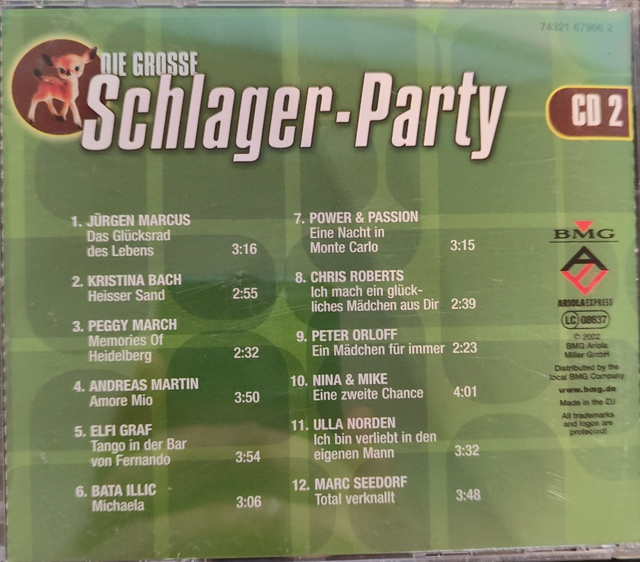 74321 67966 2
DIE GROSSE
Schlager-Party
CD 2
1. JÜRGEN MARCUS
Das Glücksrad
des Lebens 3:16
2. KRISTINA BACH
Heisser Sand 2:55
3. PEGGY MARCH
Memories Of
Heidelberg 2:32
4. ANDREAS MARTIN
Amore Mio 3:50
5. ELFI GRAF
Tango in der Bar
von Fernando 3:54
6. BATA ILLIC
Michaela 3:06
7. POWER & PASSION
Eine Nacht in
Monte Carlo 3:15
8. CHRIS ROBERTS
Ich mach ein glück-
liches Mädchen aus Dir 2:39
9. PETER ORLOFF
Ein Mädchen für immer 2:23
10. NINA & MIKE
Eine zweite Chance 4:01
11. ULLA NORDEN
Ich bin verliebt in den
eigenen Mann 3:32
12. MARC SEEDORF
Total verknallt 3:48
BMG
ARIOLA EXPRESS
LC 08637
© 2002
BMG Ariola
Miller GmbH
Distributed by the
local BMG Company
www.bmg.de
Made in the EU
All trademarks
and logos are
protected!